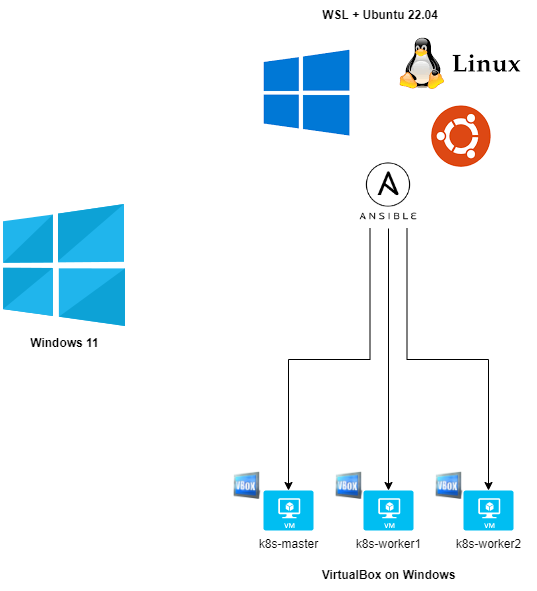 WSL + Ubuntu 22.04
Linux
ANSIBLE
Windows 11
VBOX
VBOX
VBOX
VM
VM
VM
k8s-master
k8s-worker1
k8s-worker2
VirtualBox on Windows